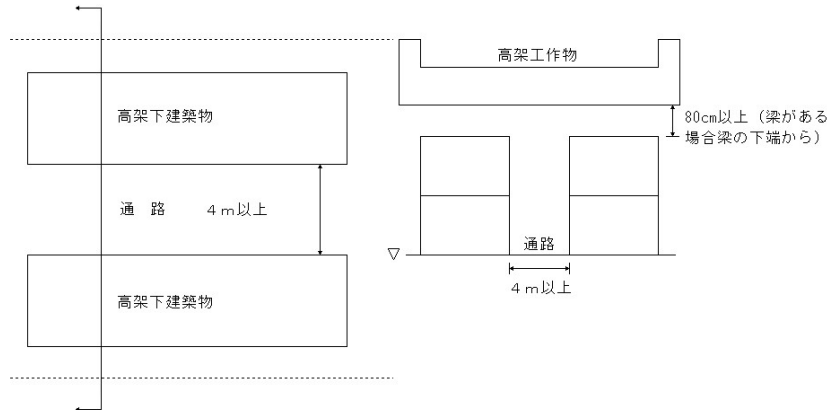 高架下建築物
通　路　　４ｍ以上
高架下建築物
高架工作物
80cm以上（梁がある
場合梁の下端から）
通路
４ｍ以上